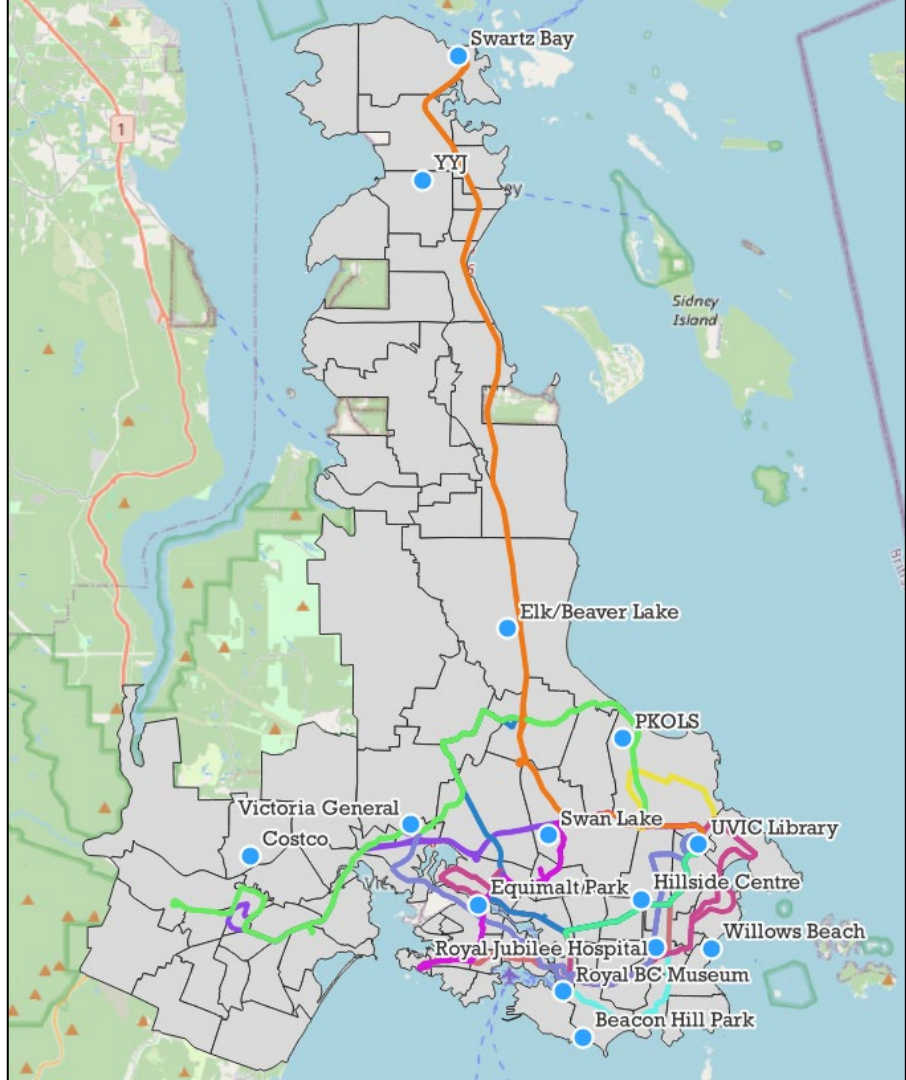 Swartz Bay
1
YYJ
ey
Sidney
Island
Elk/Beaver Lake
PKOLS
Victoria General
Swan Lake
UVIC Library
Costco
Hillside Centre
Equimalt Park
Willows Beach
Royal Jubilee Hospital
Royal BC Museum
Beacon Hill Park